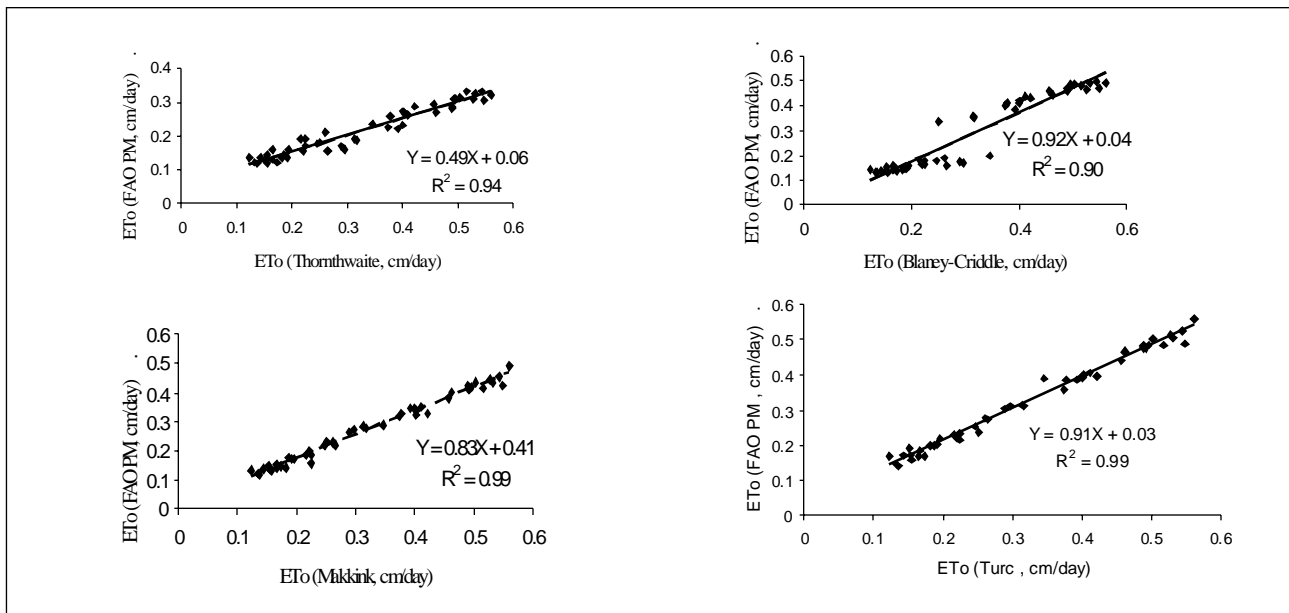 ETo (FAO PM, cm/day)
0.4
0.3
0.2
0.1
0
0 0.1 0.2 0.3 0.4 0.5 0.6
Y = 0.49X + 0.06
R² = 0.94
ETo (Thornthwaite, cm/day)
ETo (FAO PM, cm/day)
0.6
0.5
0.4
0.3
0.2
0.1
0
0 0.2 0.4 0.6
Y = 0.92X + 0.04
R² = 0.90
ETo (Blaney-Criddle, cm/day)
ETo (FAO PM, cm/day)
0.6
0.5
0.4
0.3
0.2
0.1
0
0 0.1 0.2 0.3 0.4 0.5 0.6
Y = 0.83X + 0.41
R² = 0.99
ETo (Makkink, cm/day)
ETo (FAO PM , cm/day)
0.6
0.5
0.4
0.3
0.2
0.1
0
0 0.1 0.2 0.3 0.4 0.5 0.6
Y = 0.91X + 0.03
R² = 0.99
ETo (Turc , cm/day)